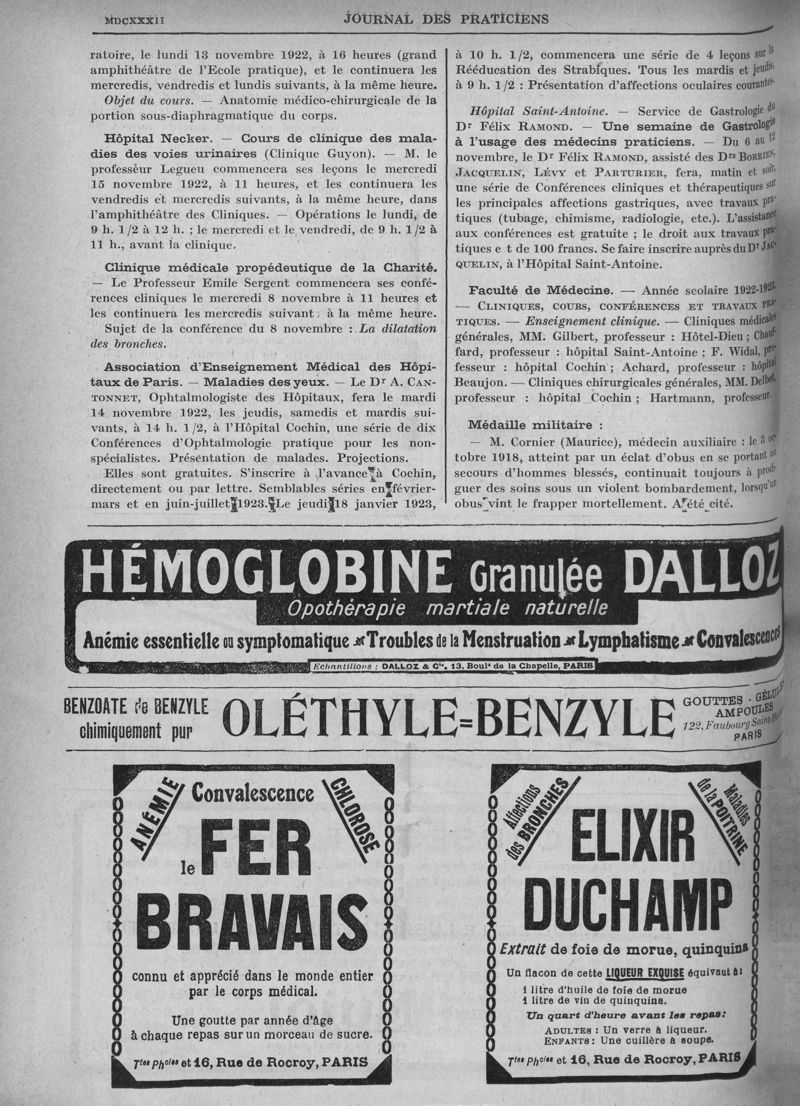 MDCXXXII
JOURNAL DES PRATICIENS
ratoire, le lundi 13 novembre 1922, à 16 heures (grand
amphithéâtre de l'Ecole pratique), et le continuera les
mercredis, vendredis et lundis suivants, à la même heure.
Objet du cours. — Anatomie médico-chirurgicale de la
portion sous-diaphragmatique du corps.
Hôpital Necker. — Cours de clinique des mala-
dies des voies urinaires (Clinique Guyon). — M. le
professeur Legueu commencera ses leçons le mercredi
15 novembre 1922, à 11 heures, et les continuera les
vendredis et mercredis suivants, à la même heure, dans
l'amphithéâtre des Cliniques. — Opérations le lundi, de
9 h. 1/2 à 12 h. ; le mercredi et le vendredi, de 9 h. 1/2 à
11 h., avant la clinique.
Clinique médicale propédeutique de la Charité.
— Le Professeur Emile Sergent commencera ses confé-
rences cliniques le mercredi 8 novembre à 11 heures et
les continuera les mercredis suivants à la même heure.
Sujet de la conférence du 8 novembre : La dilatation
des bronches.
Association d'Enseignement Médical des Hôpi-
taux de Paris. — Maladies des yeux. — Le Dr A. CAN-
TONNET, Ophtalmologiste des Hôpitaux, fera le mardi
14 novembre 1922, les jeudis, samedis et mardis sui-
vants, à 14 h. 1/2, à l'Hôpital Cochin, une série de dix
Conférences d'Ophtalmologie pratique pour les non-
spécialistes. Présentation de malades. Projections.
Elles sont gratuites. S'inscrire à l'avance à Cochin,
directement ou par lettre. Semblables séries en février-
mars et en juin-juillet 1923. Le jeudi 18 janvier 1923,
à 10 h. 1/2, commencera une série de 4 leçons sur la
Rééducation des Strabiques. Tous les mardis et jeudis,
à 9 h. 1/2 : Présentation d'affections oculaires courantes.
Hôpital Saint-Antoine. — Service de Gastrologie du
Dr Félix RAMOND. — Une semaine de Gastrologie
à l'usage des médecins praticiens. — Du 6 au 12
novembre, le Dr Félix RAMOND, assisté des Drs BORRIEN,
JACQUELIN, LÉVY et PARTURIER, fera, matin et soir,
une série de Conférences cliniques et thérapeutiques sur
les principales affections gastriques, avec travaux pra-
tiques (tubage, chimisme, radiologie, etc.). L'assistance
aux conférences est gratuite ; le droit aux travaux pra-
tiques e t de 100 francs. Se faire inscrire auprès du Dr JAC-
QUELIN, à l'Hôpital Saint-Antoine.
Faculté de Médecine. — Année scolaire 1922-1923.
— CLINIQUES, COURS, CONFÉRENCES ET TRAVAUX PRA-
TIQUES. — Enseignement clinique. — Cliniques médicales
générales, MM. Gilbert, professeur : Hôtel-Dieu ; Chauf-
fard, professeur : hôpital Saint-Antoine ; F. Widal, pro-
fesseur : hôpital Cochin ; Achard, professeur : hôpital
Beaujon. — Cliniques chirurgicales générales, MM. Delbet,
professeur : hôpital Cochin ; Hartmann, professeur.
Médaille militaire :
— M. Cornier (Maurice), médecin auxiliaire : le 3 oc-
tobre 1918, atteint par un éclat d'obus en se portant au
secours d'hommes blessés, continuait toujours à prodi-
guer des soins sous un violent bombardement, lorsqu'un
obus vint le frapper mortellement. A été cité.
HÉMOGLOBINE Granulée DALLOZ
Opothérapie martiale naturelle
Anémie essentielle ou symptomatique Troubles de la Menstruation Lymphatisme Convalescences
Echantillons : DALLOZ & Cie, 13, Bould de la Chapelle, PARIS
BENZOATE de BENZYLE
chimiquement pur
OLÉTHYLE=BENZYLE
GOUTTES - GÉLULES
AMPOULES
122, Faubourg Saint-
PARIS
ANÉMIE
Convalescence
CHLOROSE
le FER
BRAVAIS
connu et apprécié dans le monde entier
par le corps médical.
Une goutte par année d'âge
à chaque repas sur un morceau de sucre.
Ttes Phcies et 16, Rue de Rocroy, PARIS
Affections
des BRONCHES
Maladies
de la POITRINE
ELIXIR
DUCHAMP
Extrait de foie de morue, quinquina
Un flacon de cette LIQUEUR EXQUISE équivaut à:
1 litre d'huile de foie de morue
1 litre de vin de quinquina.
Un quart d'heure avant les repas:
ADULTES : Un verre à liqueur.
ENFANTS : Une cuillère à soupe.
Ttes Phcies et 16, Rue de Rocroy, PARIS